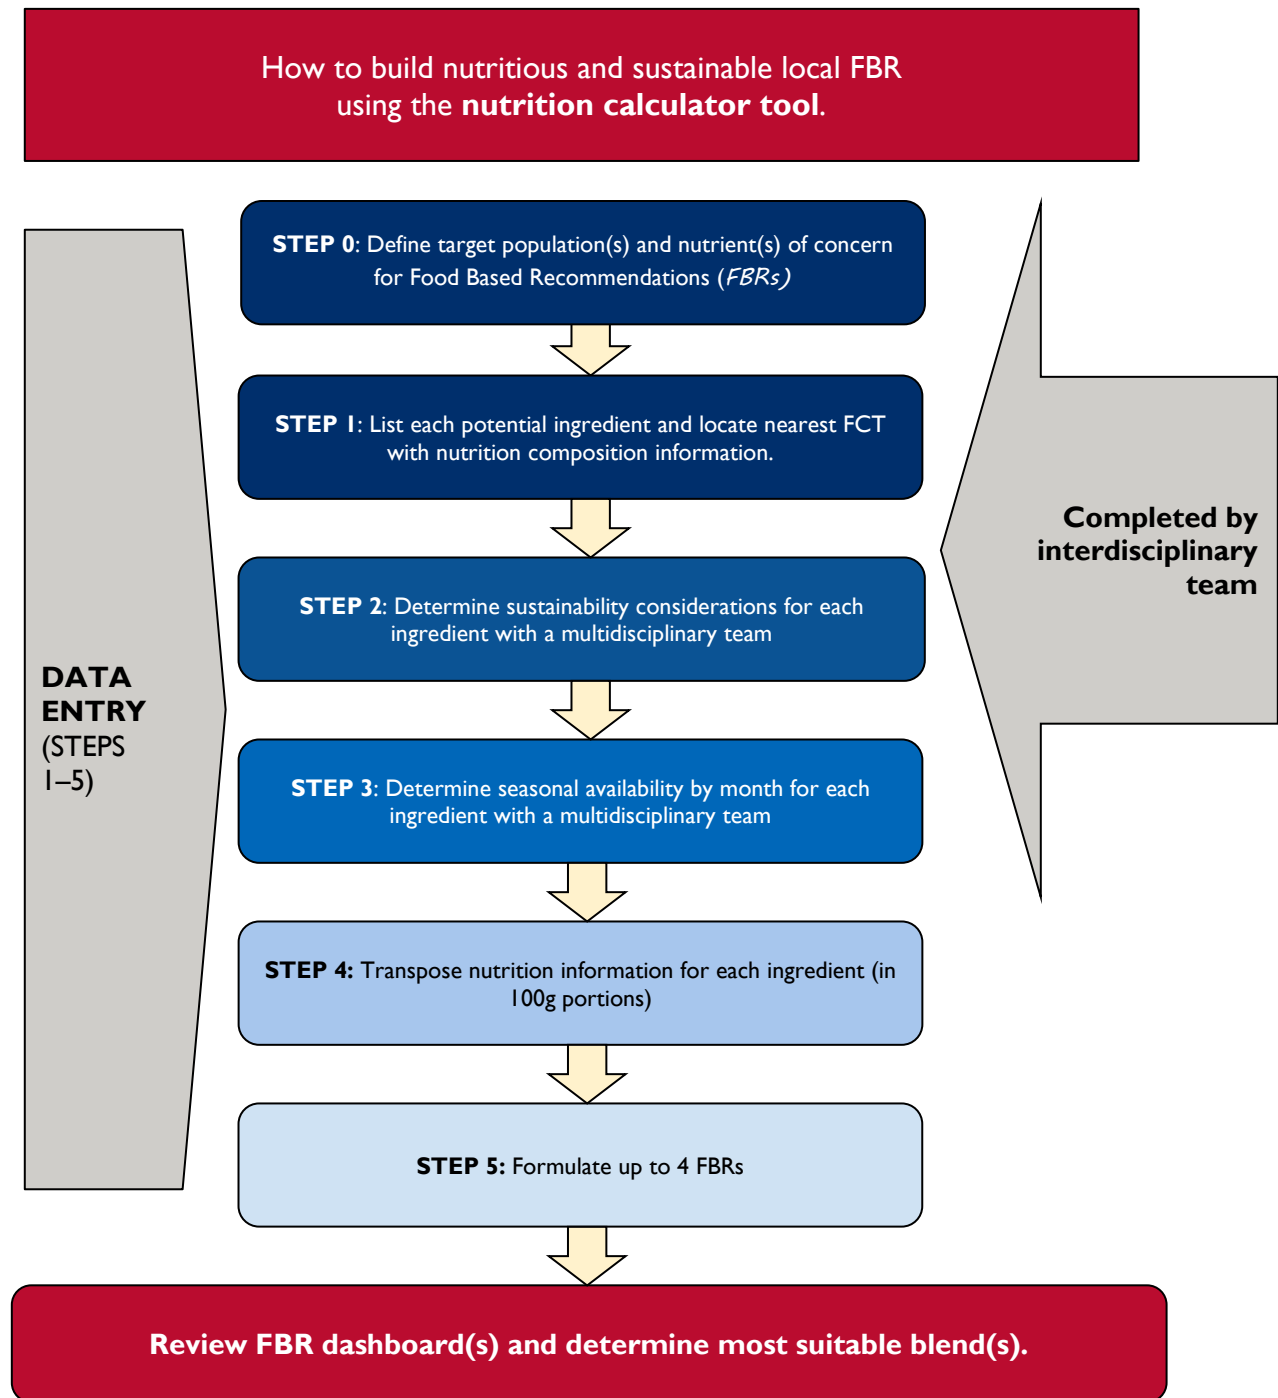 How to build nutritious and sustainable local FBR
using the nutrition calculator tool.
STEP 0: Define target population(s) and nutrient(s) of concern
for Food Based Recommendations (FBRs)
STEP 1: List each potential ingredient and locate nearest FCT
with nutrition composition information.
Completed by
interdisciplinary
team
STEP 2: Determine sustainability considerations for each
ingredient with a multidisciplinary team
DATA
ENTRY
(STEPS
1–5)
STEP 3: Determine seasonal availability by month for each
ingredient with a multidisciplinary team
STEP 4: Transpose nutrition information for each ingredient (in
100g portions)
STEP 5: Formulate up to 4 FBRs
Review FBR dashboard(s) and determine most suitable blend(s).